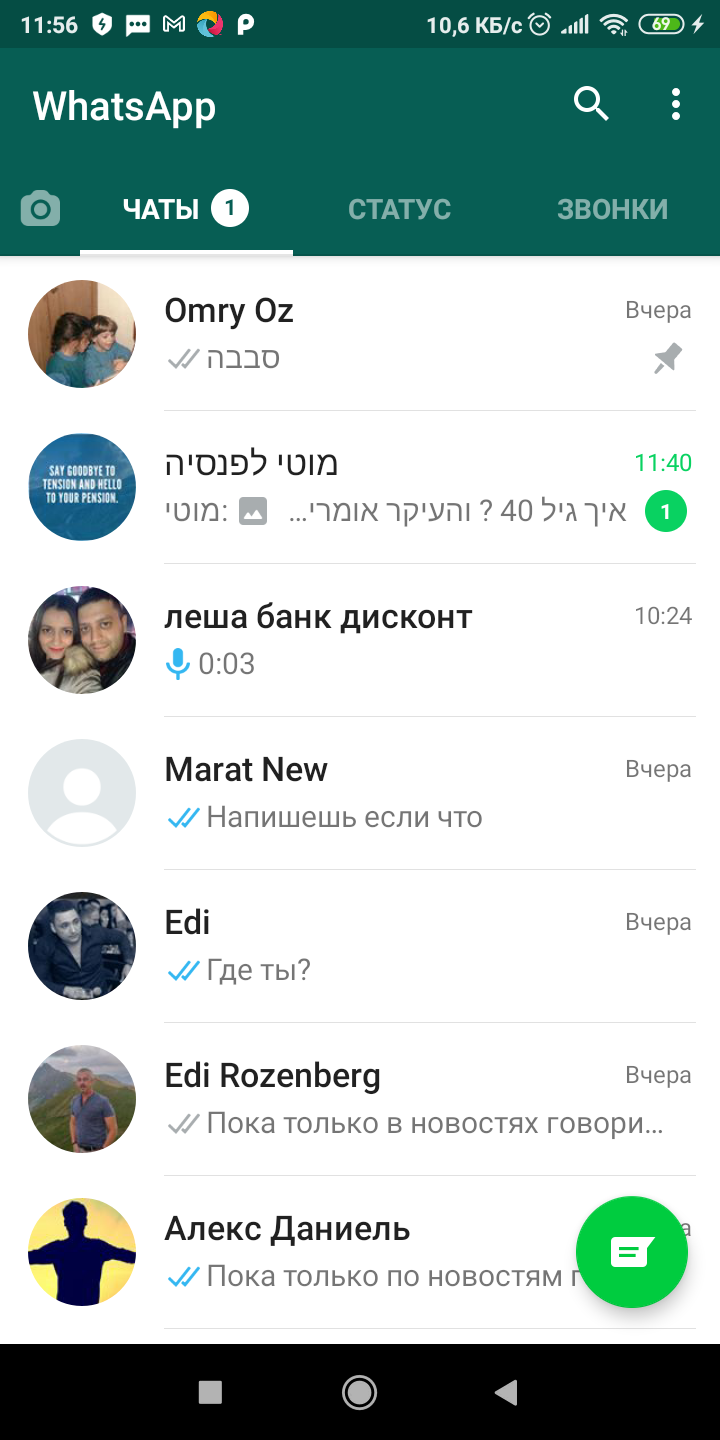 11:56 10,6 КБ/с 69
WhatsApp
ЧАТЫ 1 СТАТУС ЗВОНКИ
Omry Oz Вчера
סבבה
מוטי לפנסיה 11:40
SAY GOODBYE TO
TENSION AND HELLO
TO YOUR PENSION.
מוטי: איך גיל 40 ? והעיקר אומרי... 1
леша банк дисконт 10:24
0:03
Marat New Вчера
Напишешь если что
Edi Вчера
Где ты?
Edi Rozenberg Вчера
Пока только в новостях говори...
Алекс Даниель
Пока только по новостям